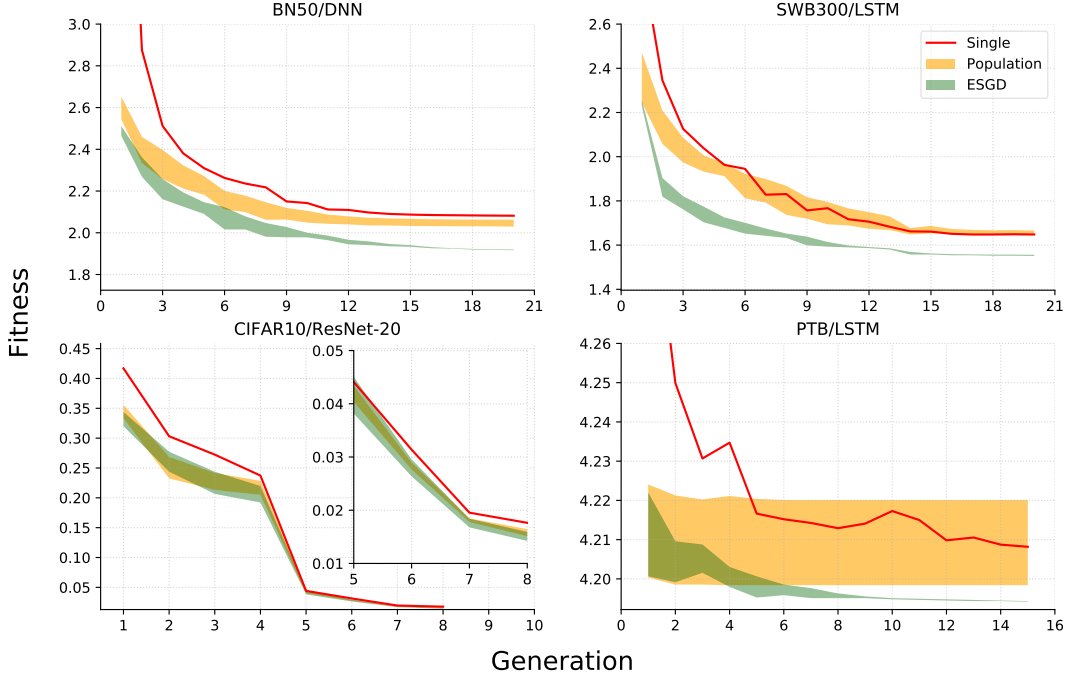 BN50/DNN
3.0
2.8
2.6
2.4
2.2
2.0
1.8
0 3 6 9 12 15 18 21
SWB300/LSTM
2.6
2.4
2.2
2.0
1.8
1.6
1.4
0 3 6 9 12 15 18 21
Single
Population
ESGD
Fitness
CIFAR10/ResNet-20
0.45
0.40
0.35
0.30
0.25
0.20
0.15
0.10
0.05
1 2 3 4 5 6 7 8 9 10
0.05
0.04
0.03
0.02
0.01
5 6 7 8
PTB/LSTM
4.26
4.25
4.24
4.23
4.22
4.21
4.20
0 2 4 6 8 10 12 14 16
Generation